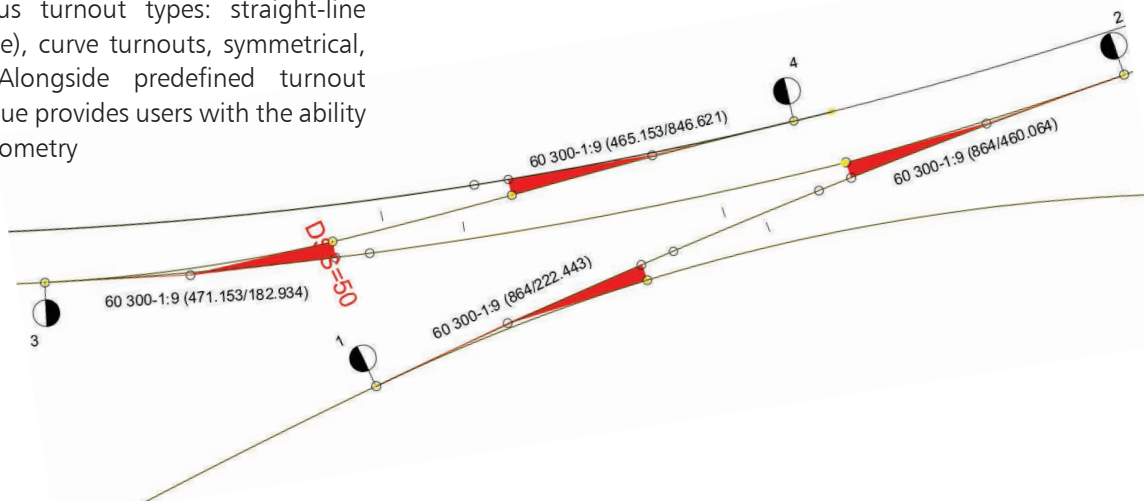 us turnout types: straight-line
e), curve turnouts, symmetrical,
Alongside predefined turnout
ue provides users with the ability
ometry
2
4
60 300-1:9 (465.153/846.621)
60 300-1:9 (864/460.064)
60 300-1:9 (471.153/182.934)
60 300-1:9 (864/222.443)
3
1